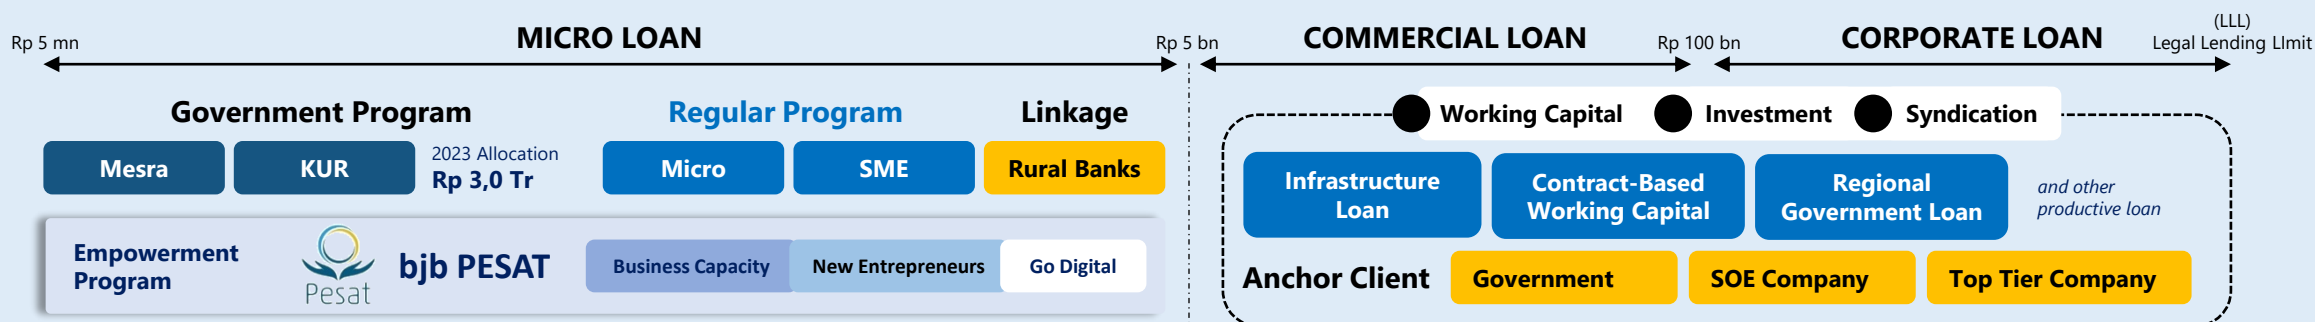 Rp 5 mn
MICRO LOAN
Rp 5 bn
COMMERCIAL LOAN
Rp 100 bn
CORPORATE LOAN
(LLL)
Legal Lending LImit
Government Program
Mesra
KUR
2023 Allocation
Rp 3,0 Tr
Regular Program
Micro
SME
Linkage
Rural Banks
Empowerment
Program
Pesat
bjb PESAT
Business Capacity
New Entrepreneurs
Go Digital
Working Capital
Investment
Syndication
Infrastructure
Loan
Contract-Based
Working Capital
Regional
Government Loan
and other
productive loan
Anchor Client
Government
SOE Company
Top Tier Company